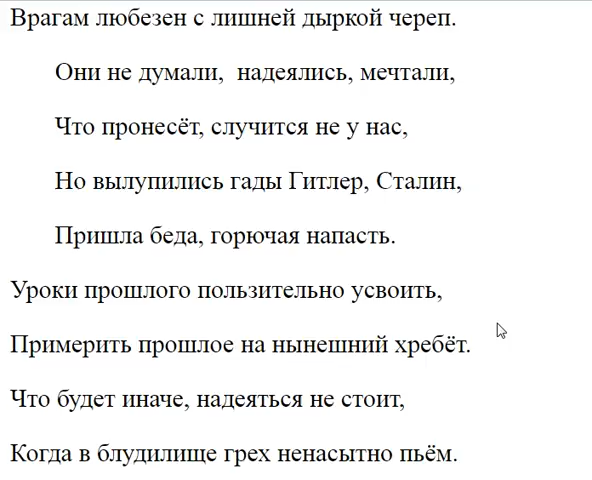 Врагам любезен с лишней дыркой череп.
Они не думали,  надеялись, мечтали,
Что пронесёт, случится не у нас,
Но вылупились гады Гитлер, Сталин,
Пришла беда, горючая напасть.
Уроки прошлого пользительно усвоить,
Примерить прошлое на нынешний хребёт.
Что будет иначе, надеяться не стоит,
Когда в блудилище грех ненасытно пьём.